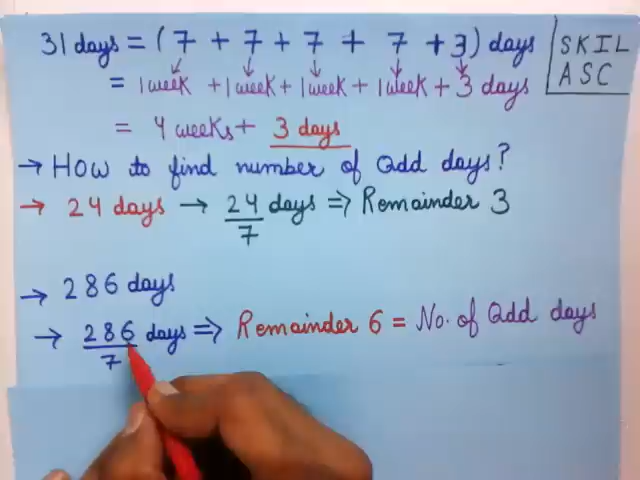 31 days = (7 + 7 + 7 + 7 + 3) days
= 1 week + 1 week + 1 week + 1 week + 3 days
= 4 weeks + 3 days
SKIL
ASC
→ How to find number of Odd days?
→ 24 days → 24/7 days ⇒ Remainder 3
→ 286 days
→ 286/7 days ⇒ Remainder 6 = No. of Odd days